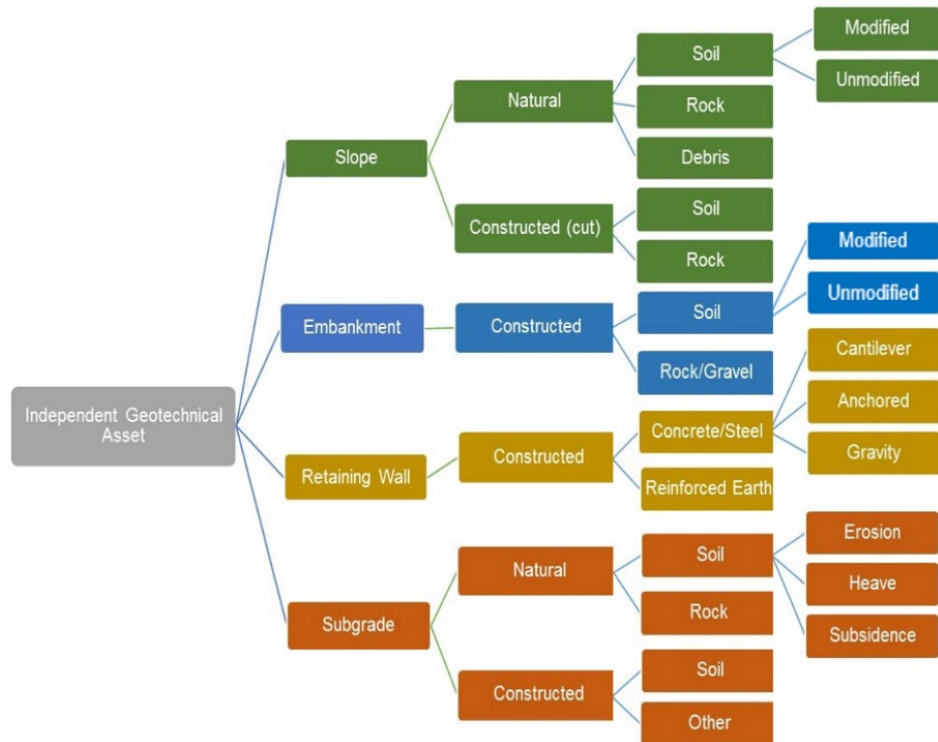 Independent Geotechnical
Asset
Slope
Natural
Soil
Modified
Unmodified
Rock
Debris
Constructed (cut)
Soil
Rock
Embankment
Constructed
Soil
Modified
Unmodified
Rock/Gravel
Retaining Wall
Constructed
Concrete/Steel
Cantilever
Anchored
Gravity
Reinforced Earth
Subgrade
Natural
Soil
Erosion
Heave
Subsidence
Rock
Constructed
Soil
Other